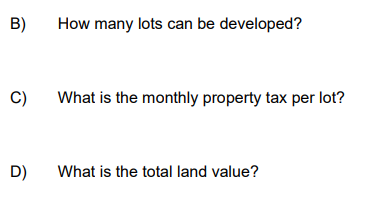 B) How many lots can be developed?
C) What is the monthly property tax per lot?
D) What is the total land value?